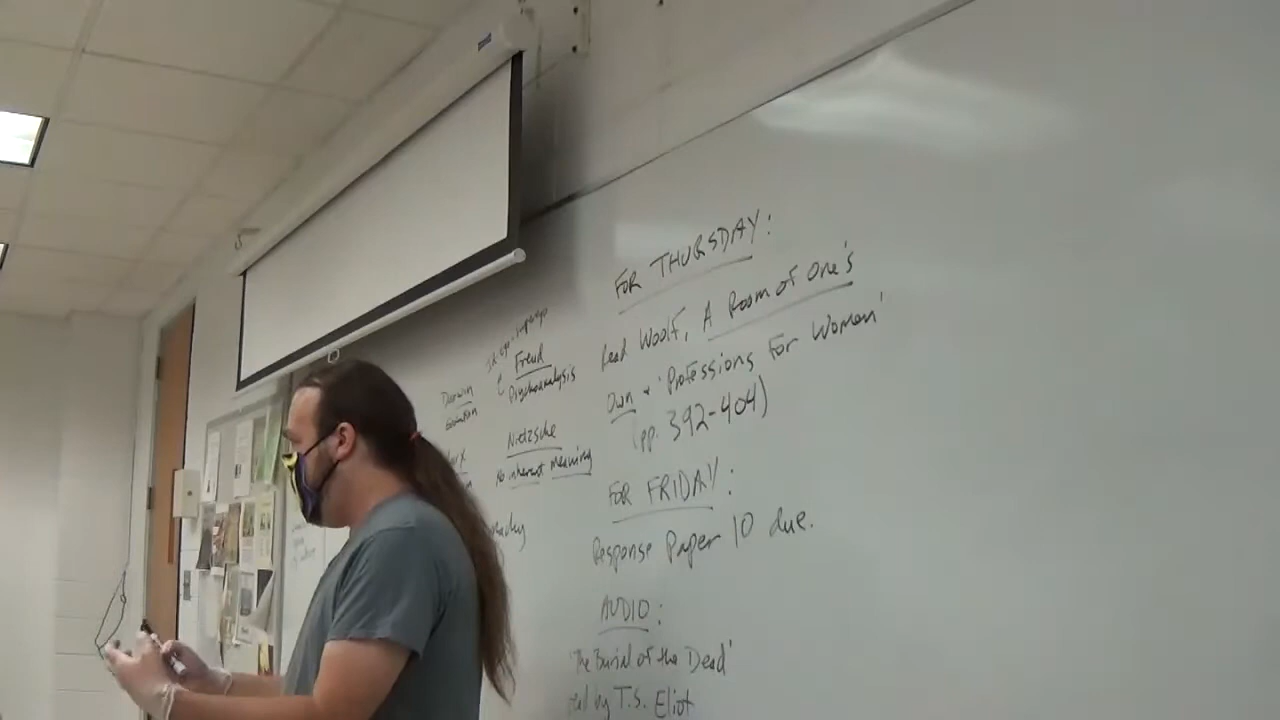 FOR THURSDAY:
Read Woolf, A Room of One's
Own + 'Professions for Women'
(pp. 392-404)
FOR FRIDAY:
Response Paper 10 due.
AUDIO:
'The Burial of the Dead'
by T.S. Eliot
Freud
Psychoanalysis
Nietzsche
No inherent meaning
Darwin
Evolution